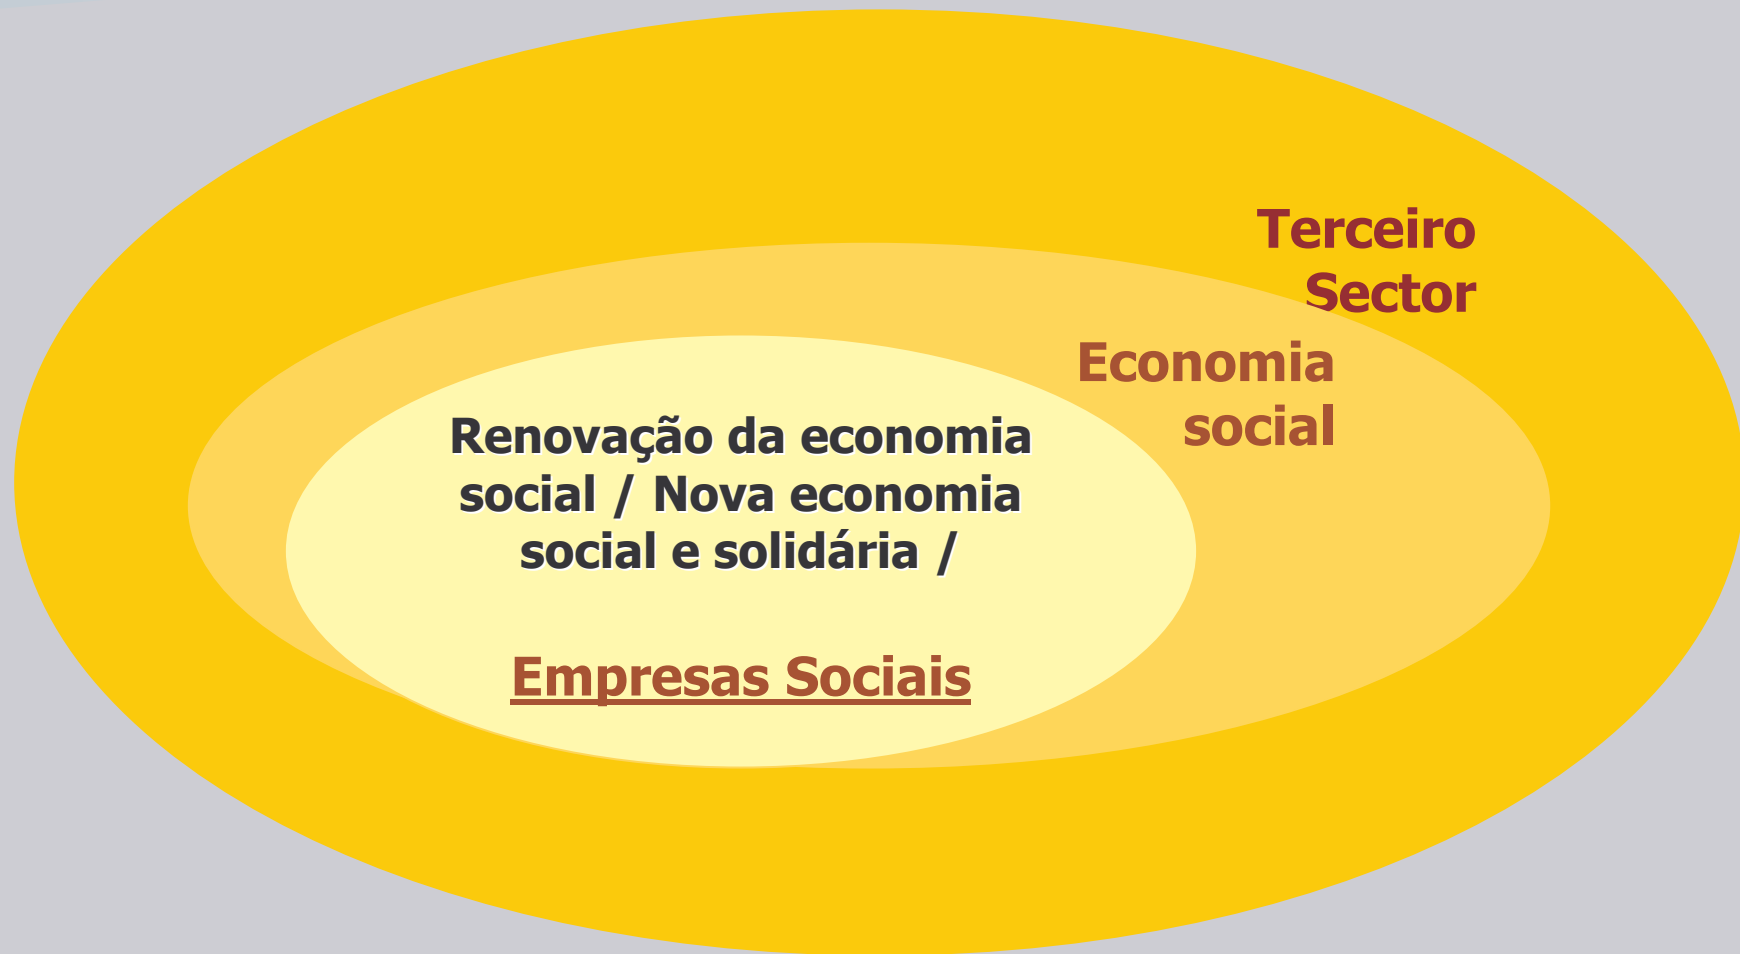 Terceiro
Sector
Economia
social
Renovação da economia
social / Nova economia
social e solidária /
Empresas Sociais